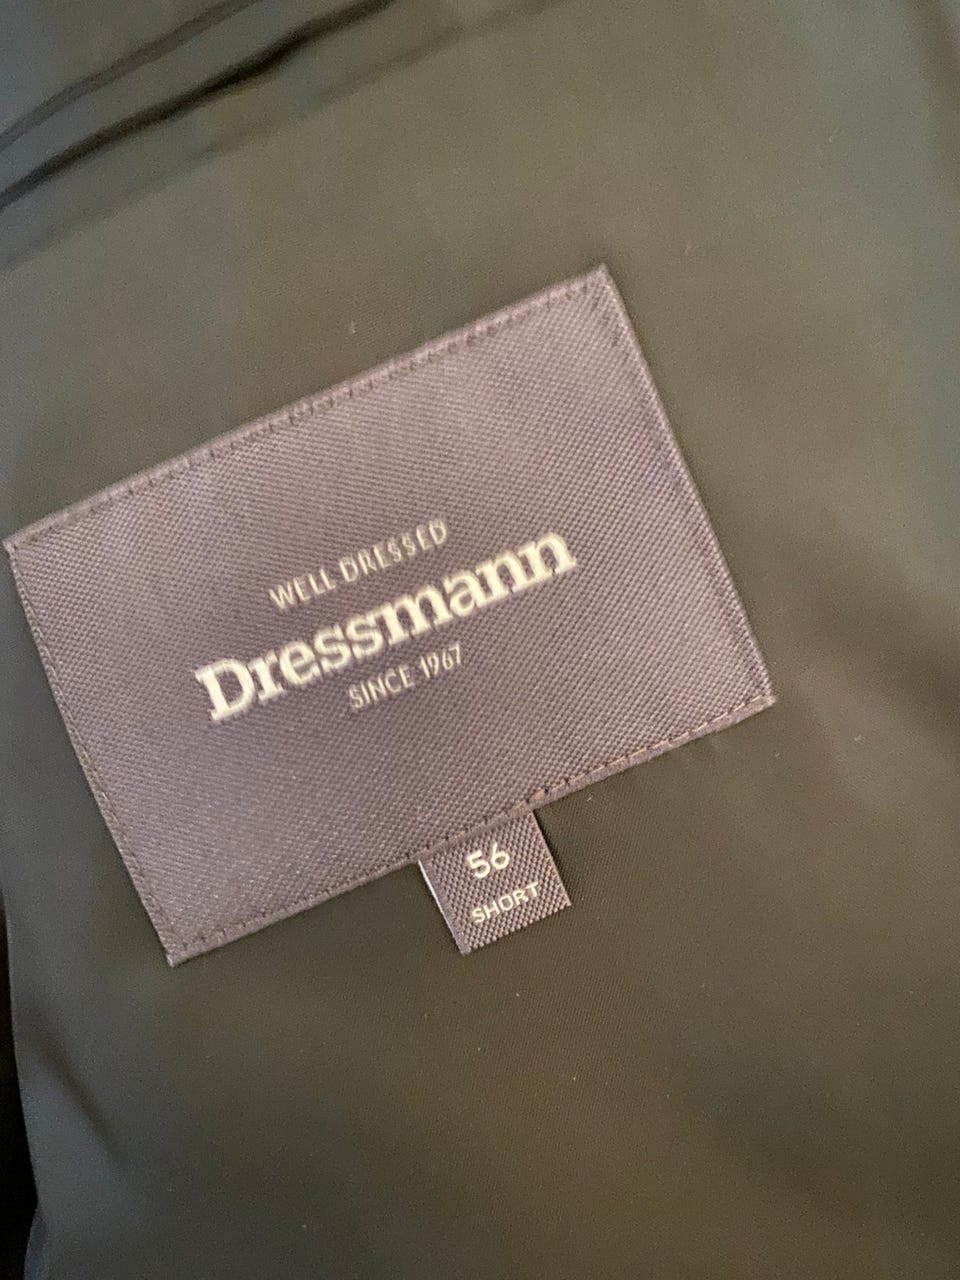 WELL DRESSED
Dressmann
SINCE 1967
56
SHORT